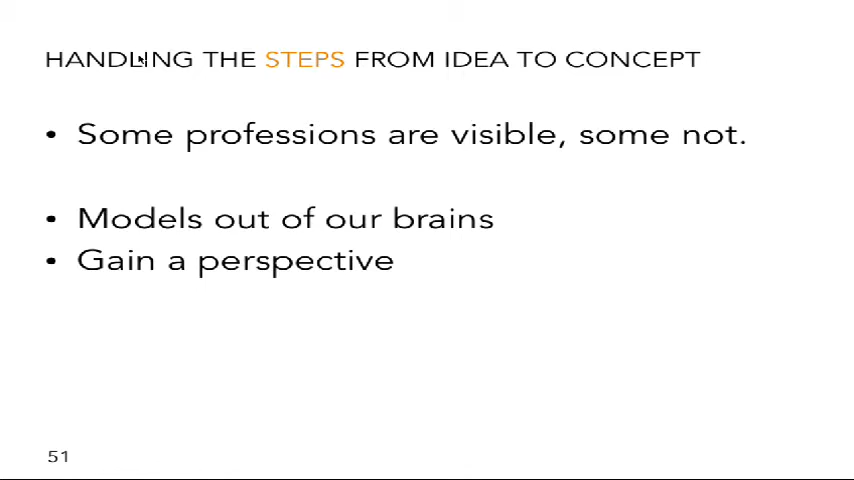 HANDLING THE STEPS FROM IDEA TO CONCEPT
• Some professions are visible, some not.
• Models out of our brains
• Gain a perspective
51